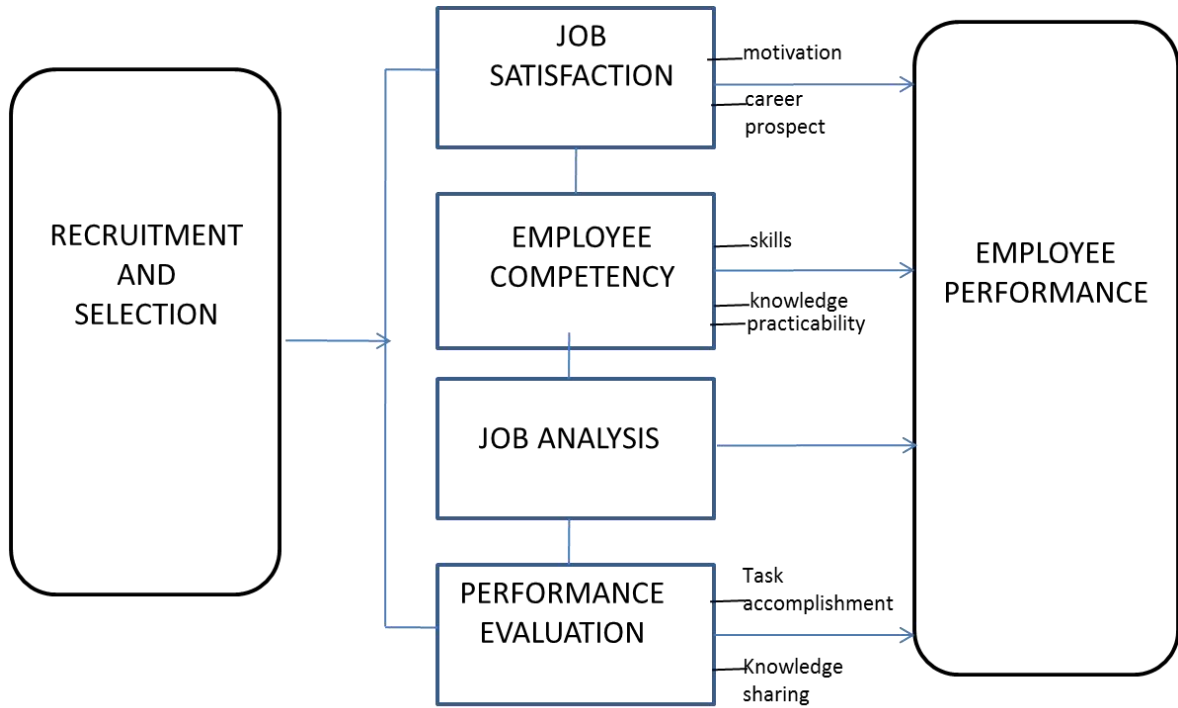 RECRUITMENT
AND
SELECTION
JOB
SATISFACTION
motivation
career
prospect
EMPLOYEE
COMPETENCY
skills
knowledge
practicability
JOB ANALYSIS
PERFORMANCE
EVALUATION
Task
accomplishment
Knowledge
sharing
EMPLOYEE
PERFORMANCE